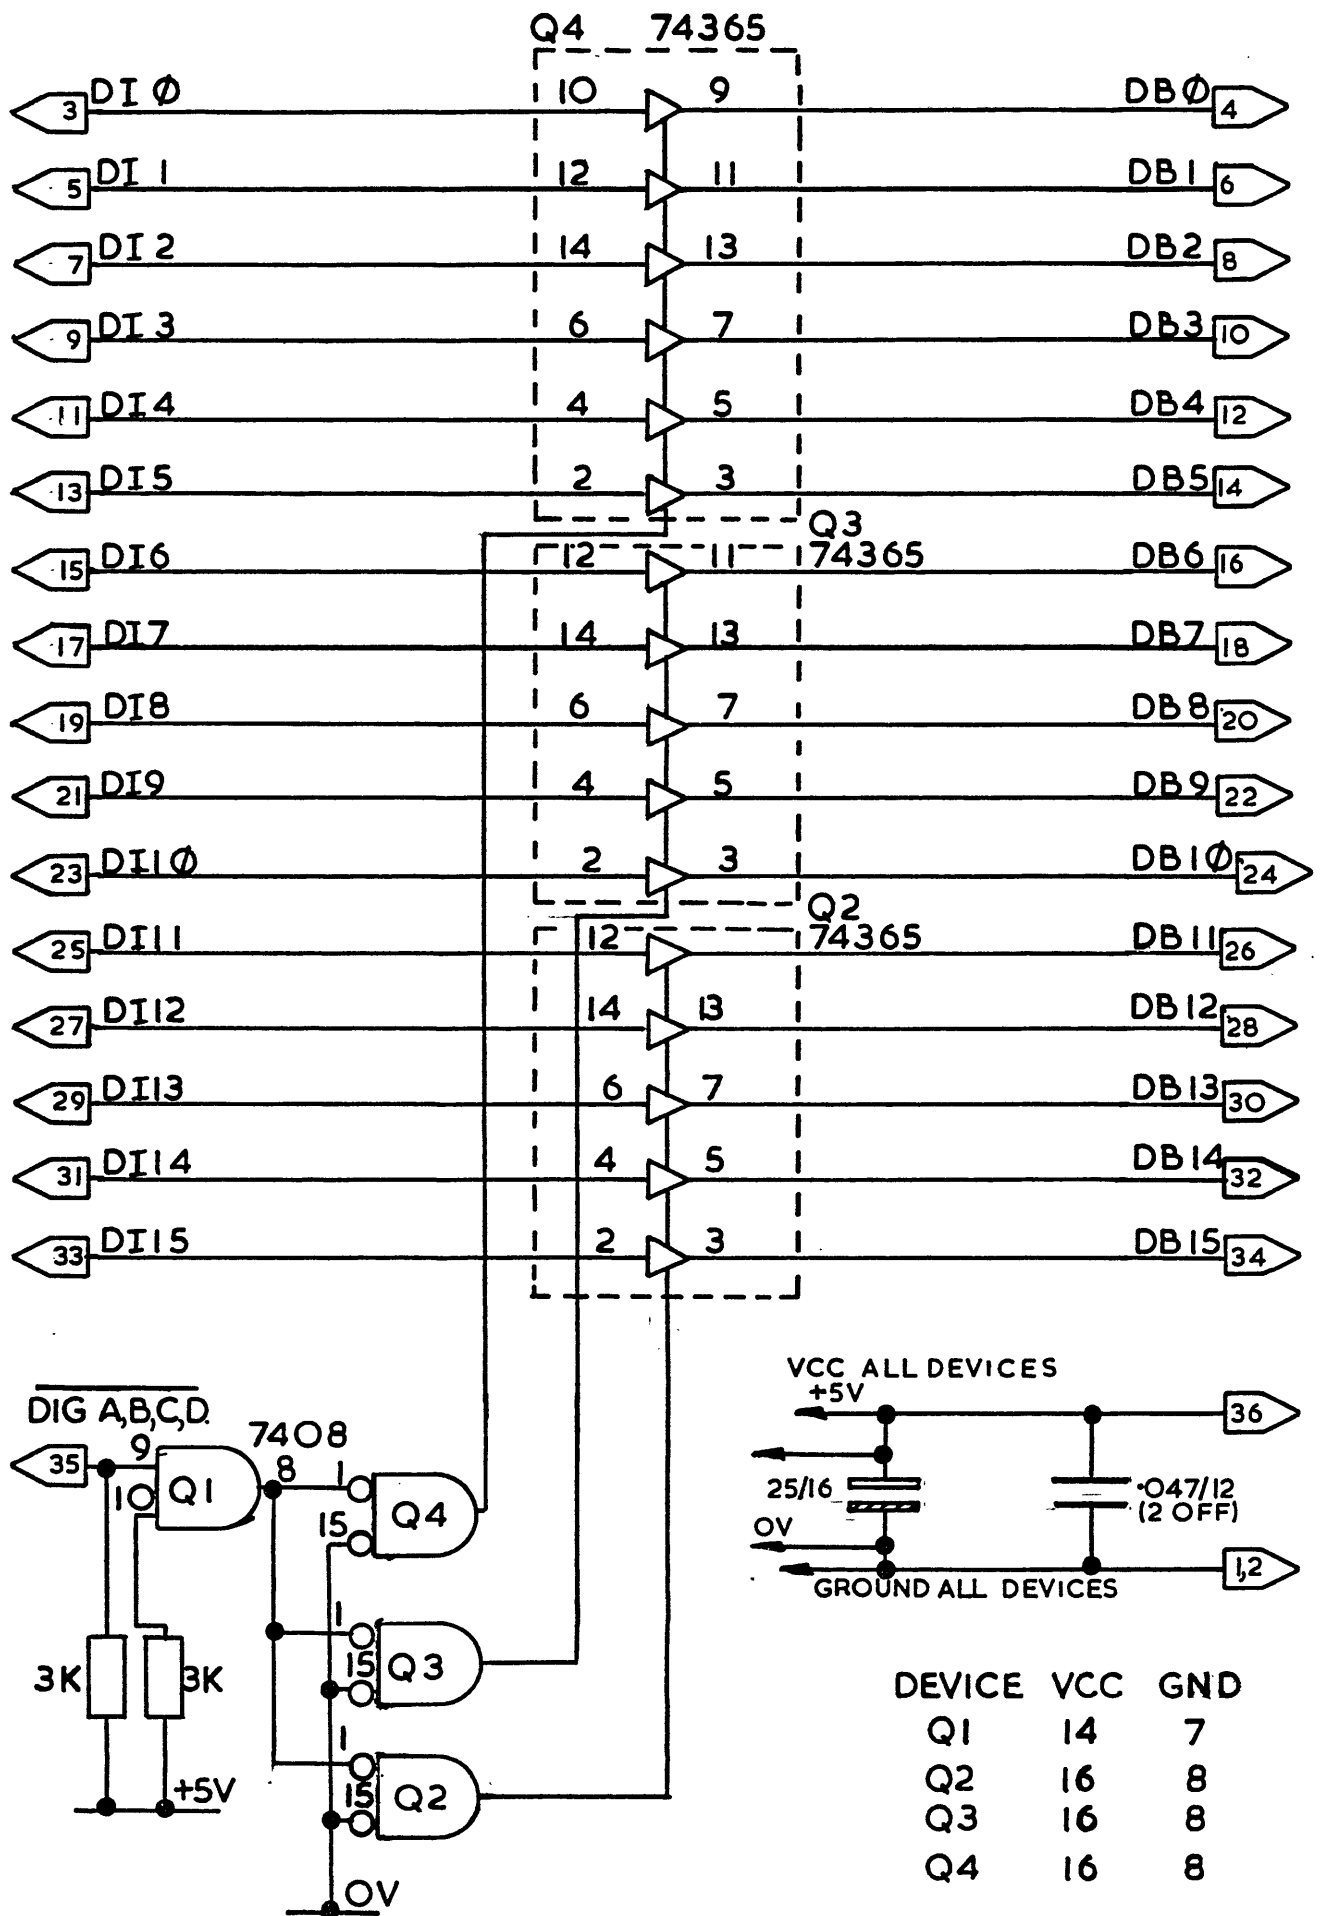 Q4 74365
3 DIØ 10 9 DBØ 4
5 DI1 12 11 DB1 6
7 DI2 14 13 DB2 8
9 DI3 6 7 DB3 10
11 DI4 4 5 DB4 12
13 DI5 2 3 DB5 14
Q3
74365
15 DI6 12 11 DB6 16
17 DI7 14 13 DB7 18
19 DI8 6 7 DB8 20
21 DI9 4 5 DB9 22
23 DI1Ø 2 3 DB1Ø 24
Q2
74365
25 DI11 12 DB11 26
27 DI12 14 13 DB12 28
29 DI13 6 7 DB13 30
31 DI14 4 5 DB14 32
33 DI15 2 3 DB15 34
DIG A,B,C,D.
35 9 7408
10 Q1 8 1
15 Q4
1
15 Q3
1
15 Q2
3K 3K
+5V
0V
VCC ALL DEVICES
+5V 36
25/16 .047/12
(2 OFF)
0V
1,2
GROUND ALL DEVICES
DEVICE VCC GND
Q1 14 7
Q2 16 8
Q3 16 8
Q4 16 8